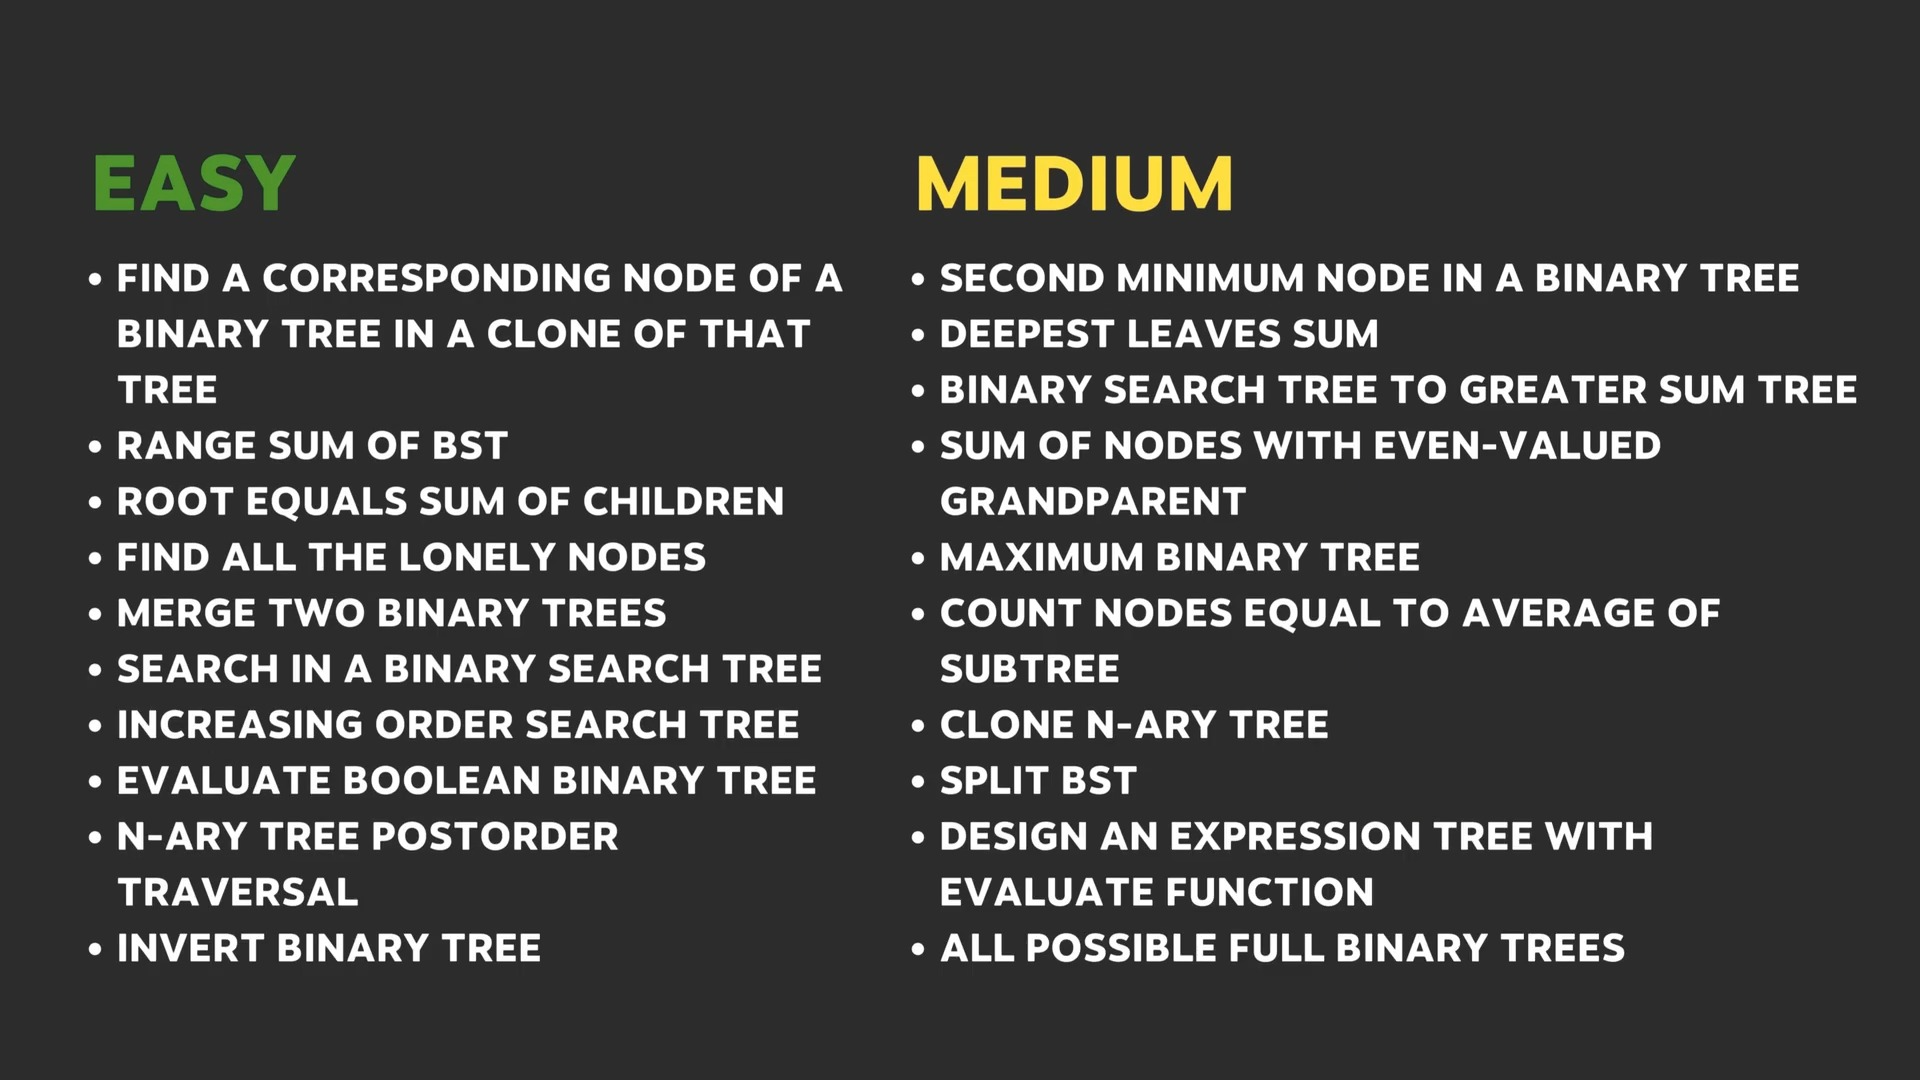 EASY
• FIND A CORRESPONDING NODE OF A
BINARY TREE IN A CLONE OF THAT
TREE
• RANGE SUM OF BST
• ROOT EQUALS SUM OF CHILDREN
• FIND ALL THE LONELY NODES
• MERGE TWO BINARY TREES
• SEARCH IN A BINARY SEARCH TREE
• INCREASING ORDER SEARCH TREE
• EVALUATE BOOLEAN BINARY TREE
• N-ARY TREE POSTORDER
TRAVERSAL
• INVERT BINARY TREE
MEDIUM
• SECOND MINIMUM NODE IN A BINARY TREE
• DEEPEST LEAVES SUM
• BINARY SEARCH TREE TO GREATER SUM TREE
• SUM OF NODES WITH EVEN-VALUED
GRANDPARENT
• MAXIMUM BINARY TREE
• COUNT NODES EQUAL TO AVERAGE OF
SUBTREE
• CLONE N-ARY TREE
• SPLIT BST
• DESIGN AN EXPRESSION TREE WITH
EVALUATE FUNCTION
• ALL POSSIBLE FULL BINARY TREES